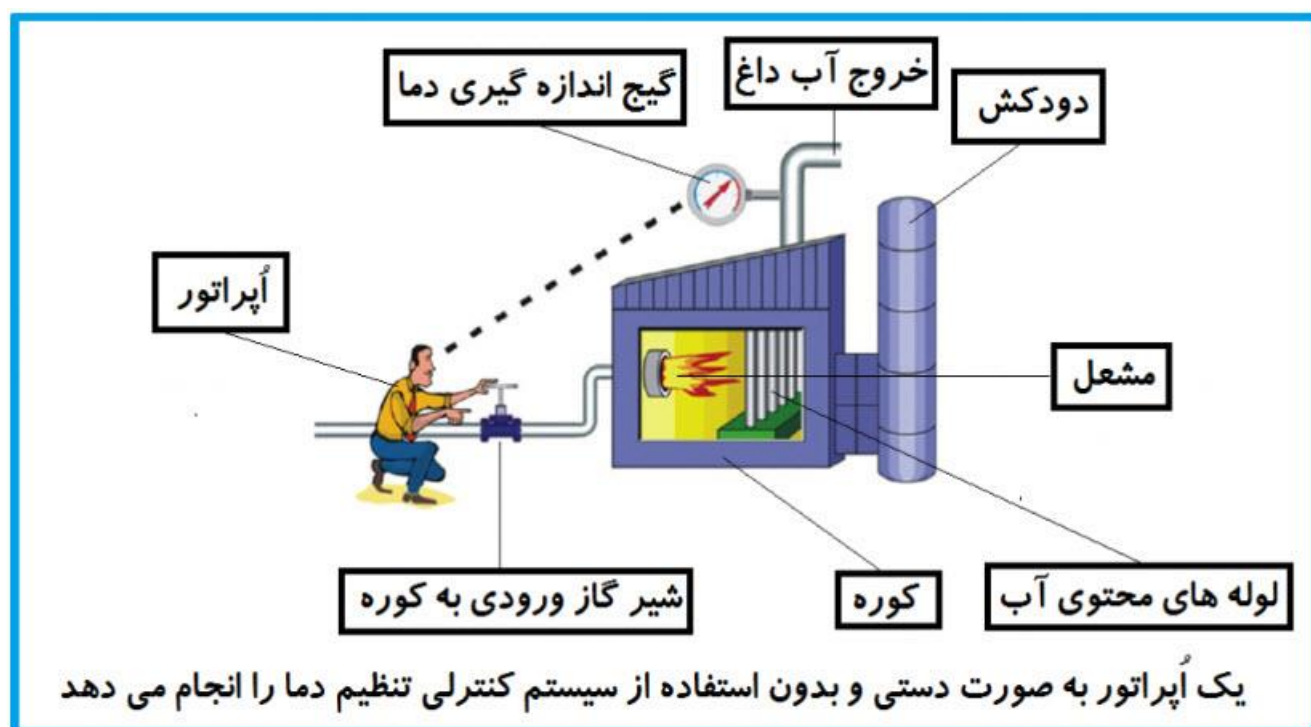 خروج آب داغ
گیج اندازه گیری دما
دودکش
اُپراتور
مشعل
لوله های محتوی آب
کوره
شیر گاز ورودی به کوره
یک اُپراتور به صورت دستی و بدون استفاده از سیستم کنترلی تنظیم دما را انجام می دهد